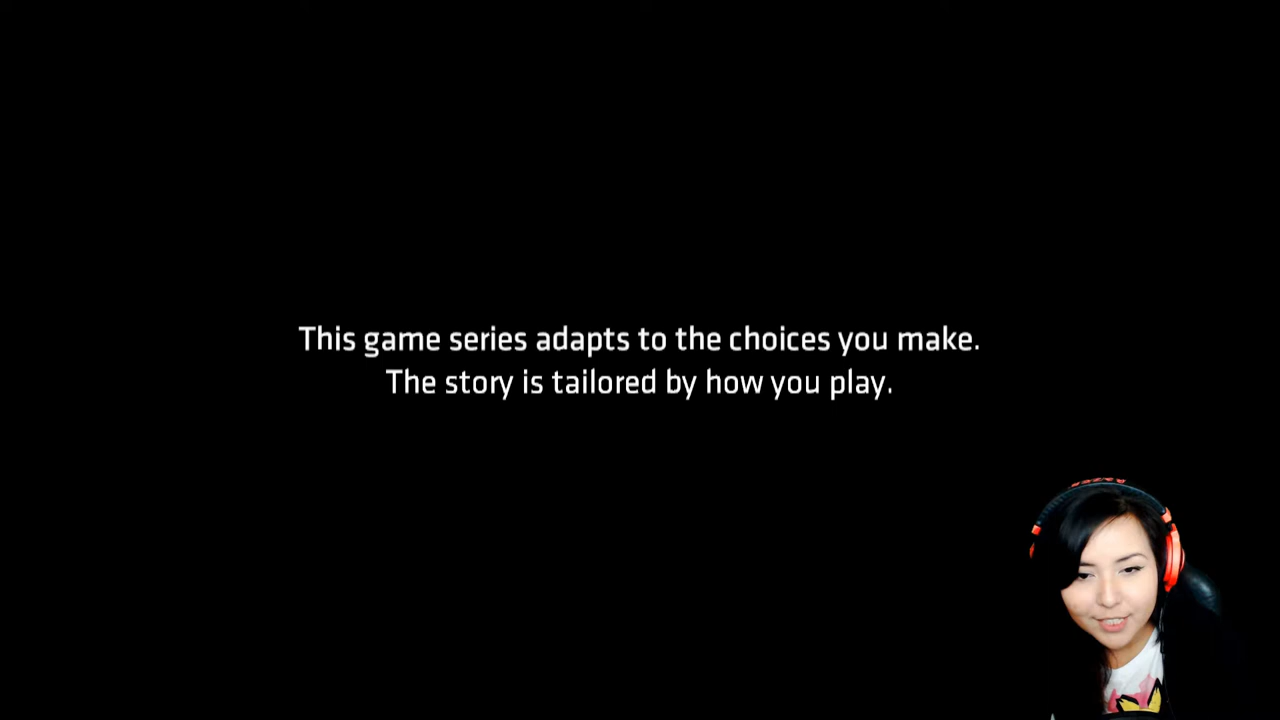 This game series adapts to the choices you make.
The story is tailored by how you play.